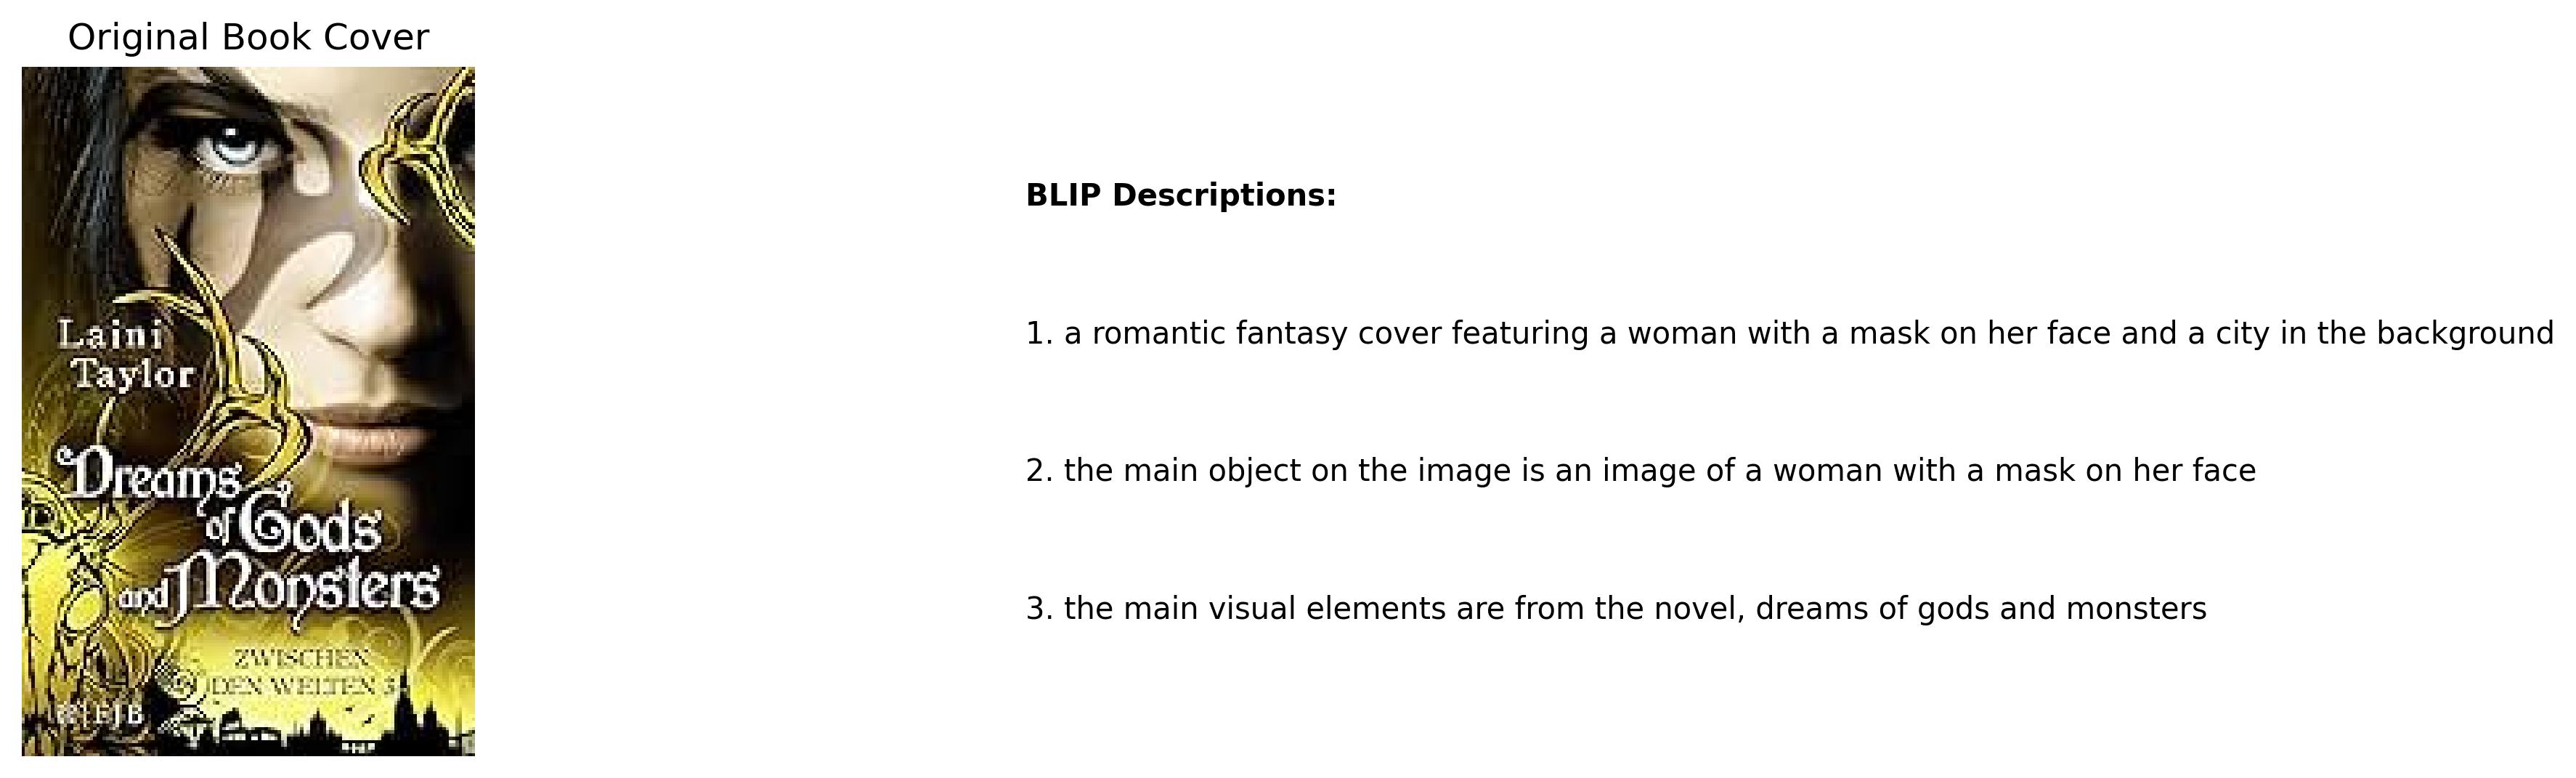 Original Book Cover
Laini
Taylor
Dreams
of Gods
and Monsters
ZWISCHEN
DEN WELTEN 3
FJB
BLIP Descriptions:
1. a romantic fantasy cover featuring a woman with a mask on her face and a city in the background
2. the main object on the image is an image of a woman with a mask on her face
3. the main visual elements are from the novel, dreams of gods and monsters